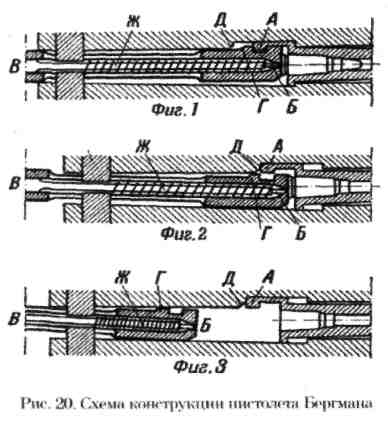 Ж Д А
В
Г Б
Фиг. 1
Д А
Ж
В
Г Б
Фиг. 2
Ж Г Д А
В Б
Фиг. 3
Рис. 20. Схема конструкции пистолета Бергмана